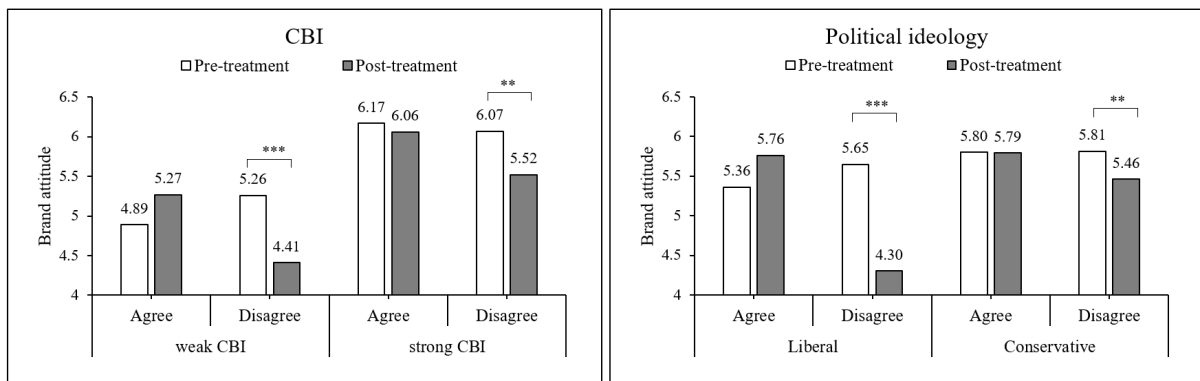 CBI
Pre-treatment Post-treatment
Brand attitude
6.5
6
5.5
5
4.5
4
4.89 5.27 5.26 4.41 6.17 6.06 6.07 5.52
*** **
Agree Disagree Agree Disagree
weak CBI strong CBI
Political ideology
Pre-treatment Post-treatment
Brand attitude
6.5
6
5.5
5
4.5
4
5.36 5.76 5.65 4.30 5.80 5.79 5.81 5.46
*** **
Agree Disagree Agree Disagree
Liberal Conservative